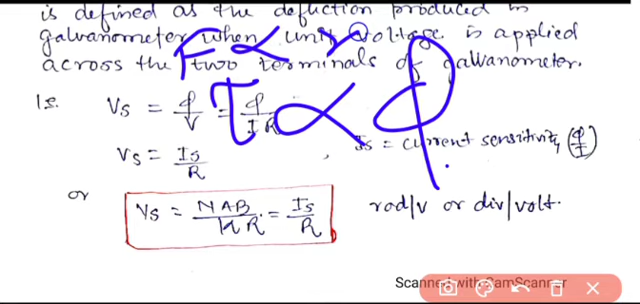 is defined as the deflection produced in
galvanometer when unit voltage is applied
across the two terminals of galvanometer.
F ∝ r
τ ∝ φ
ie. Vs = φ/V = φ/IR
Vs = Is/R , Is = current sensitivity (φ/I)
or Vs = NAB/KR = Is/R rad/v or div/volt.
Scanned with CamScanner